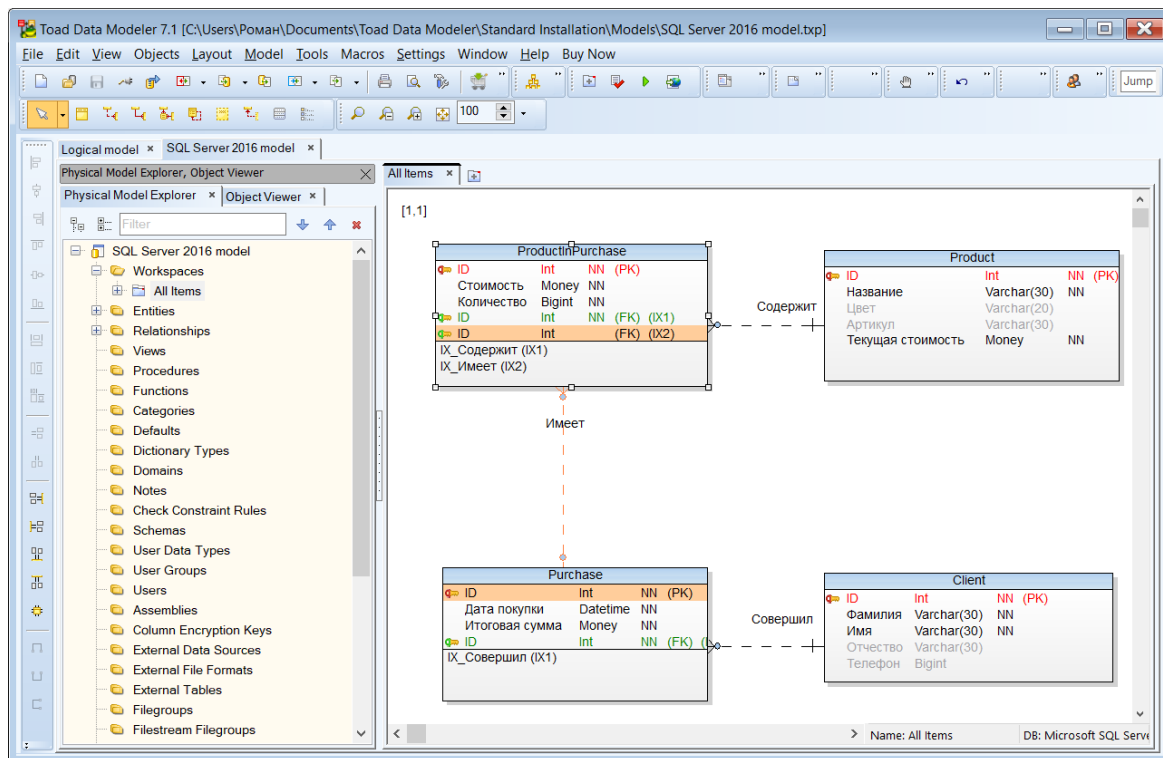 Toad Data Modeler 7.1 [C:\Users\Роман\Documents\Toad Data Modeler\Standard Installation\Models\SQL Server 2016 model.txp]
File Edit View Objects Layout Model Tools Macros Settings Window Help Buy Now
Jump
100
Logical model SQL Server 2016 model
Physical Model Explorer, Object Viewer
Physical Model Explorer Object Viewer
Filter
SQL Server 2016 model
Workspaces
All Items
Entities
Relationships
Views
Procedures
Functions
Categories
Defaults
Dictionary Types
Domains
Notes
Check Constraint Rules
Schemas
User Data Types
User Groups
Users
Assemblies
Column Encryption Keys
External Data Sources
External File Formats
External Tables
Filegroups
Filestream Filegroups
All Items
[1,1]
ProductInPurchase
ID Int NN (PK)
Стоимость Money NN
Количество Bigint NN
ID Int NN (FK) (IX1)
ID Int (FK) (IX2)
IX_Содержит (IX1)
IX_Имеет (IX2)
Содержит
Product
ID Int NN (PK)
Название Varchar(30) NN
Цвет Varchar(20)
Артикул Varchar(30)
Текущая стоимость Money NN
Имеет
Purchase
ID Int NN (PK)
Дата покупки Datetime NN
Итоговая сумма Money NN
ID Int NN (FK) (
IX_Совершил (IX1)
Совершил
Client
ID Int NN (PK)
Фамилия Varchar(30) NN
Имя Varchar(30) NN
Отчество Varchar(30)
Телефон Bigint
Name: All Items DB: Microsoft SQL Serve